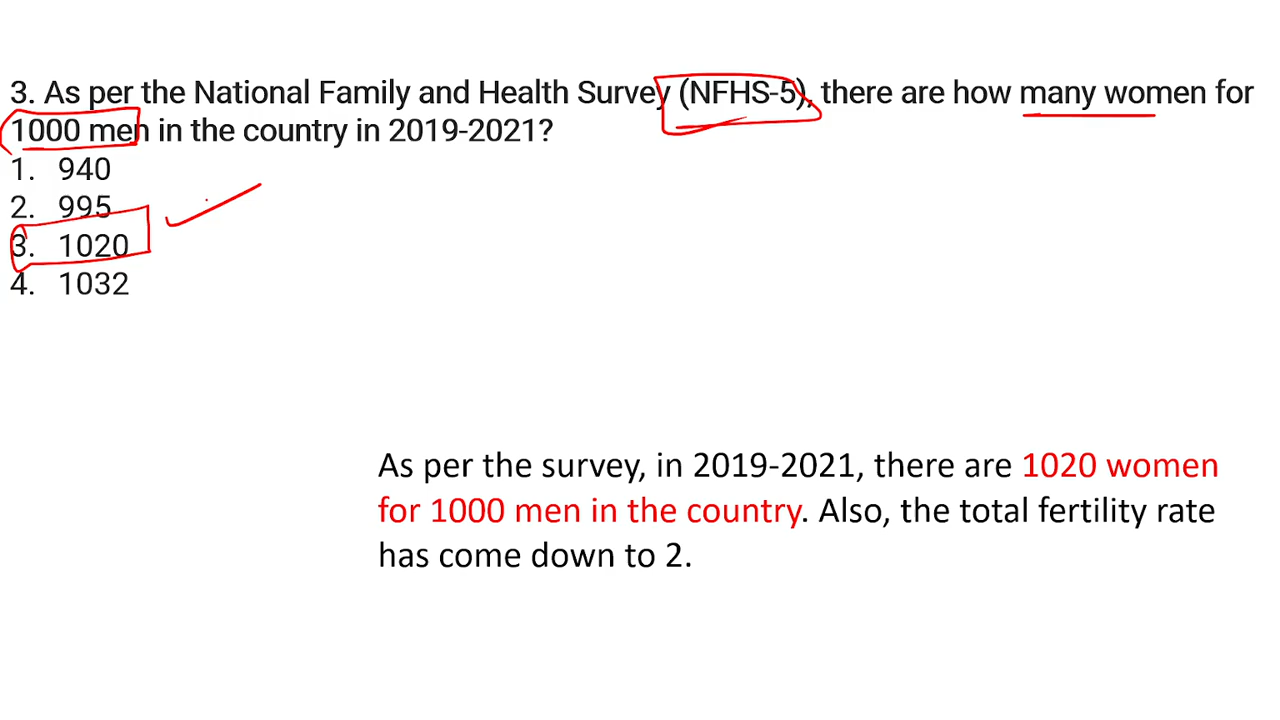 3. As per the National Family and Health Survey (NFHS-5), there are how many women for
1000 men in the country in 2019-2021?
1. 940
2. 995
3. 1020
4. 1032
As per the survey, in 2019-2021, there are 1020 women
for 1000 men in the country. Also, the total fertility rate
has come down to 2.